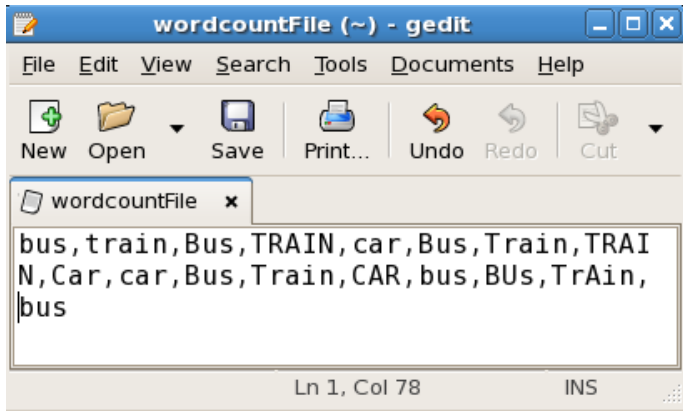 wordcountFile (~) - gedit
File Edit View Search Tools Documents Help
New Open Save Print... Undo Redo Cut
wordcountFile x
bus,train,Bus,TRAIN,car,Bus,Train,TRAI
N,Car,car,Bus,Train,CAR,bus,BUs,TrAin,
bus
Ln 1, Col 78 INS